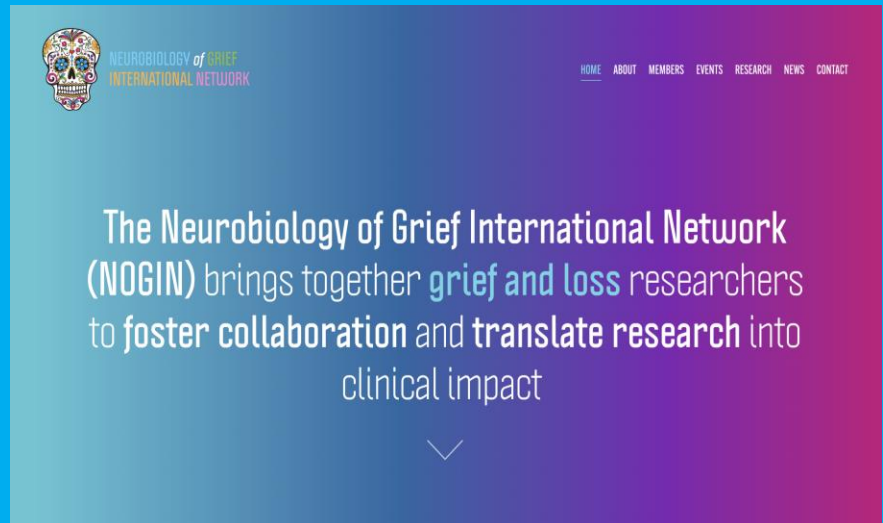 NEUROBIOLOGY of GRIEF
INTERNATIONAL NETWORK
HOME ABOUT MEMBERS EVENTS RESEARCH NEWS CONTACT
The Neurobiology of Grief International Network
(NOGIN) brings together grief and loss researchers
to foster collaboration and translate research into
clinical impact